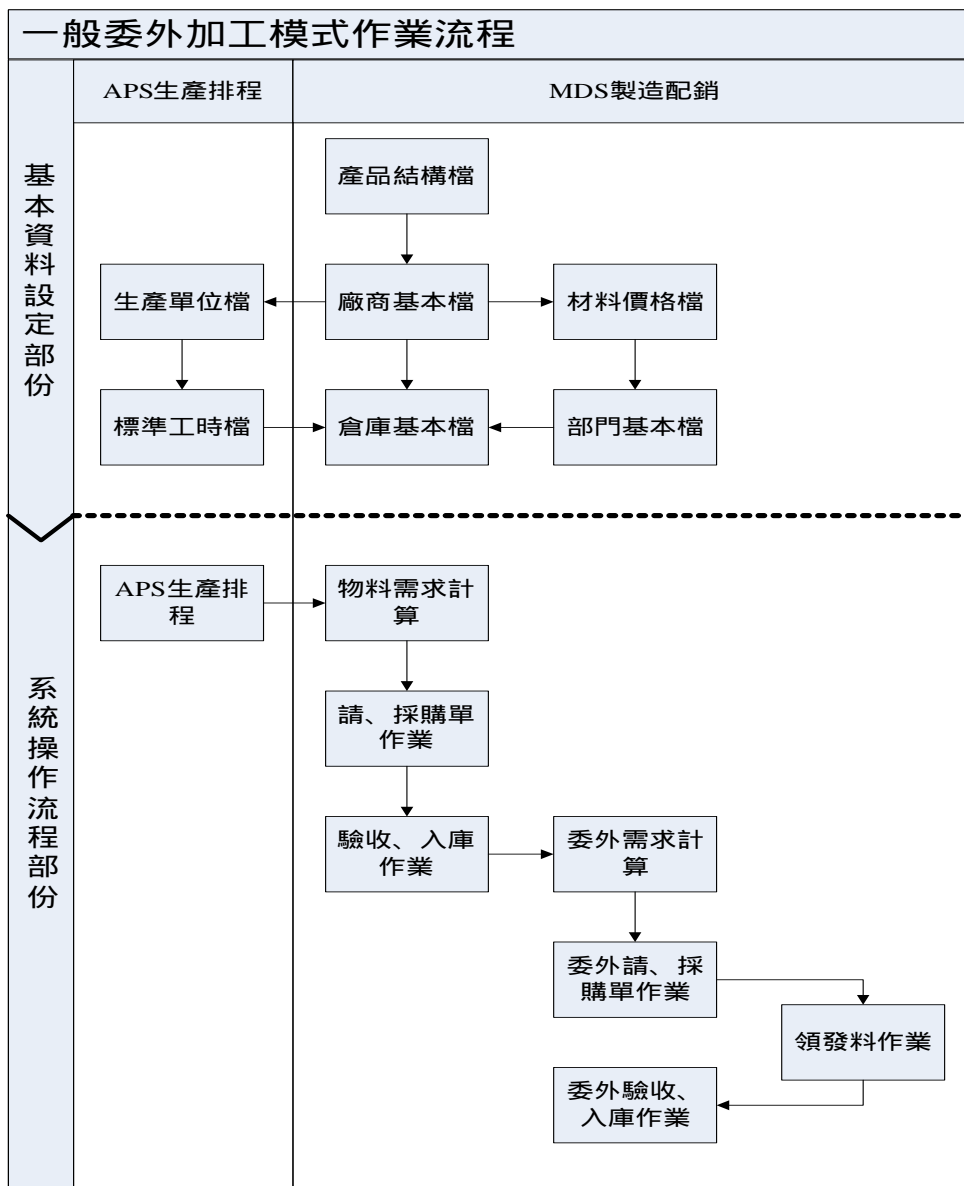 一般委外加工模式作業流程
APS生產排程
MDS製造配銷
基本資料設定部份
產品結構檔
生產單位檔
廠商基本檔
材料價格檔
標準工時檔
倉庫基本檔
部門基本檔
系統操作流程部份
APS生產排
程
物料需求計
算
請、採購單
作業
驗收、入庫
作業
委外需求計
算
委外請、採
購單作業
領發料作業
委外驗收、
入庫作業